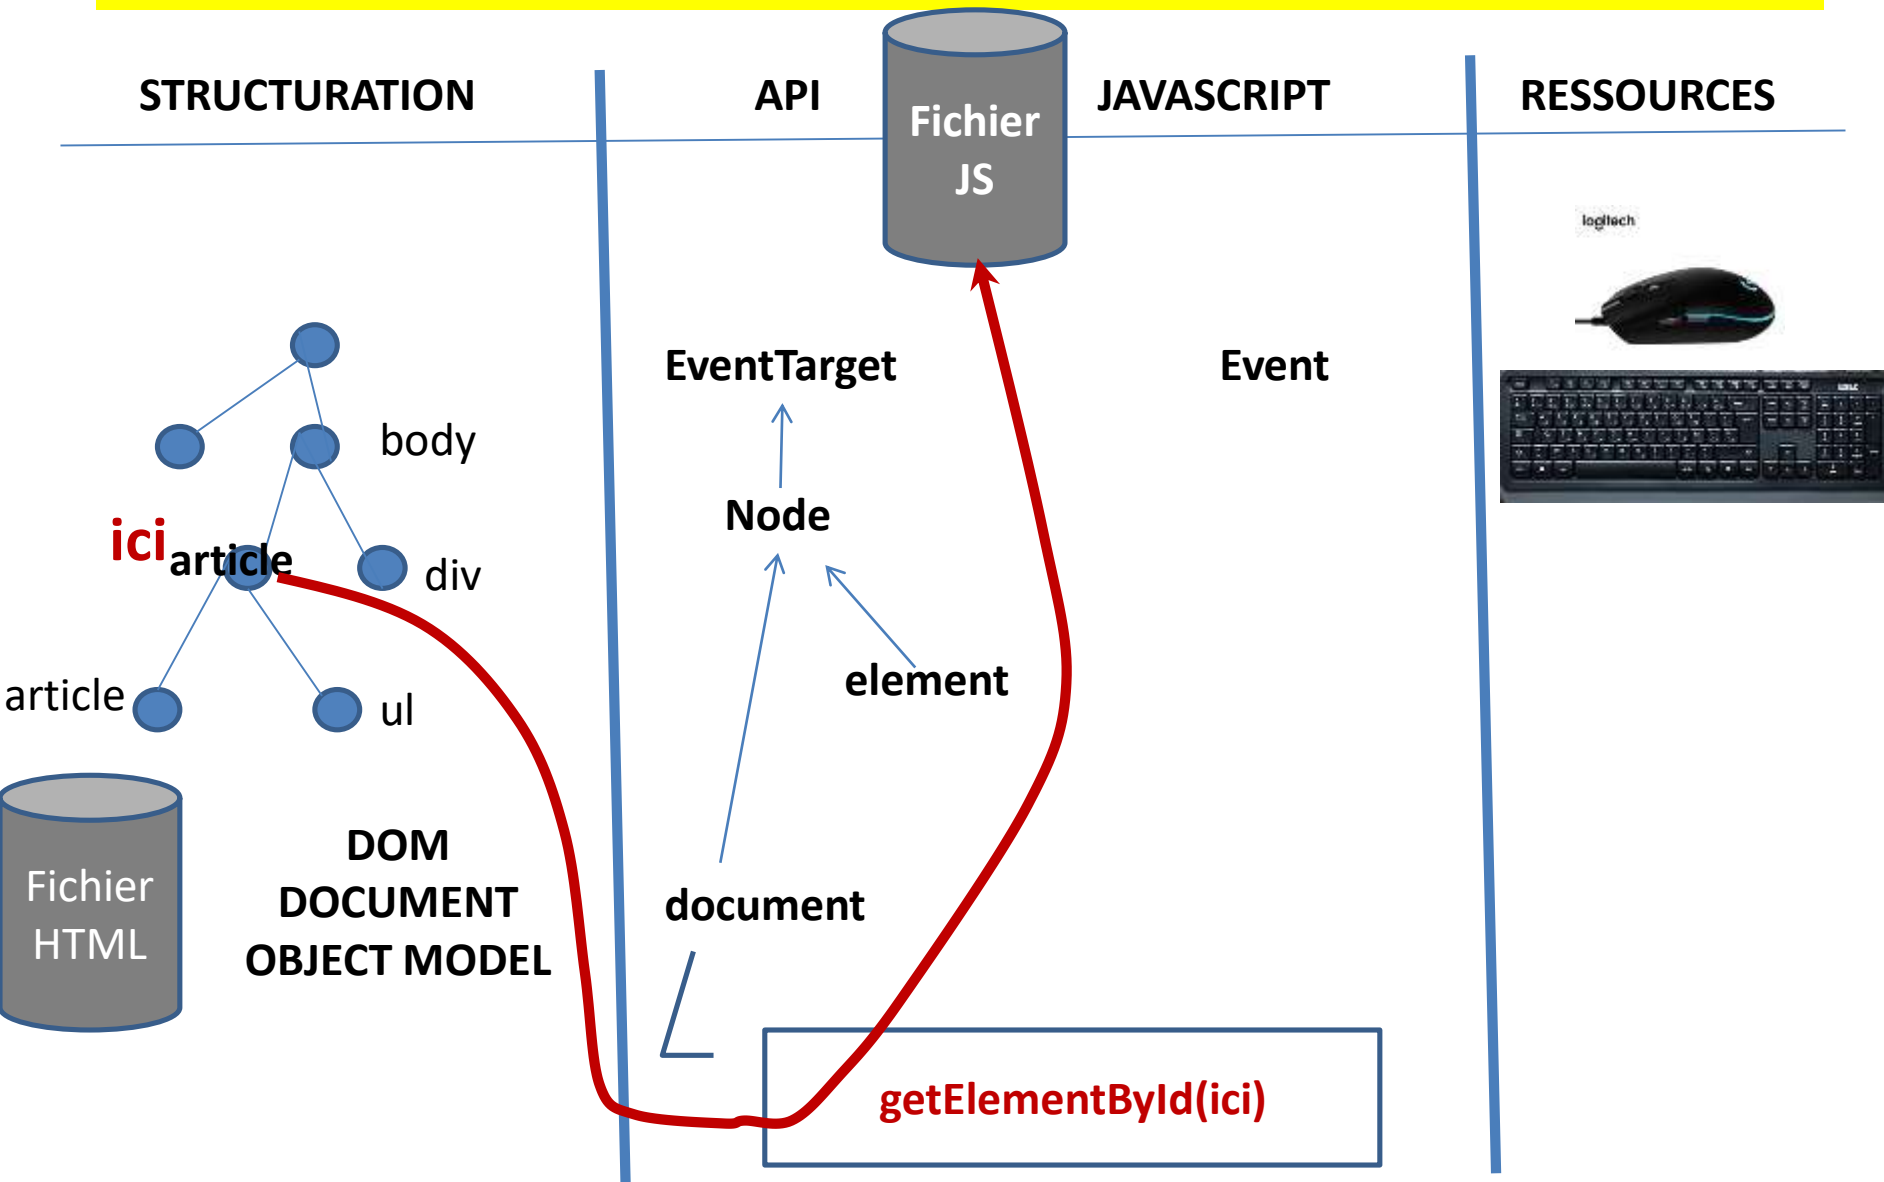 STRUCTURATION
API
JAVASCRIPT
RESSOURCES
Fichier
JS
logitech
EventTarget
Event
body
Node
ici
article
div
element
article
ul
DOM
DOCUMENT
OBJECT MODEL
Fichier
HTML
document
getElementById(ici)